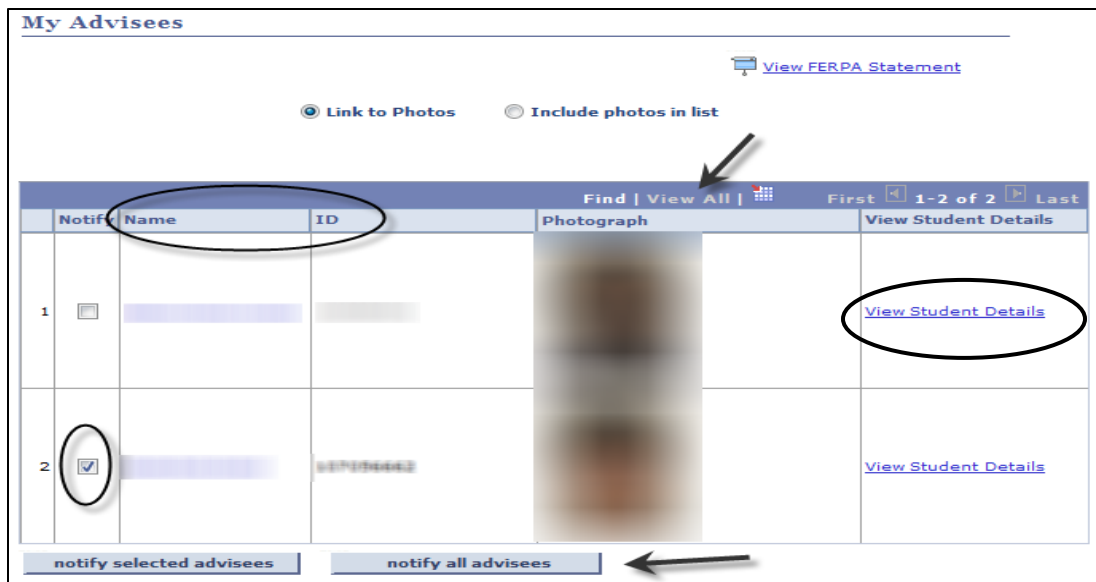 My Advisees
View FERPA Statement
Link to Photos Include photos in list
Find | View All | First 1-2 of 2 Last
Notify Name ID Photograph View Student Details
1 View Student Details
2 View Student Details
notify selected advisees notify all advisees